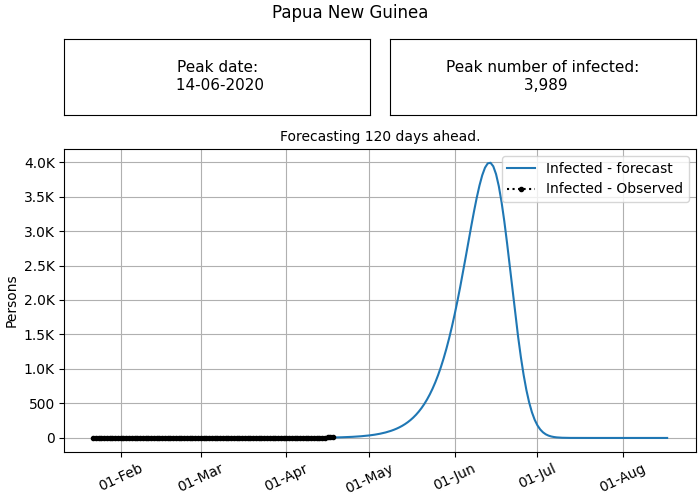 Papua New Guinea
Peak date:
14-06-2020
Peak number of infected:
3,989
Forecasting 120 days ahead.
Infected - forecast
Infected - Observed
4.0K
3.5K
3.0K
2.5K
2.0K
1.5K
1.0K
500
0
Persons
01-Feb
01-Mar
01-Apr
01-May
01-Jun
01-Jul
01-Aug